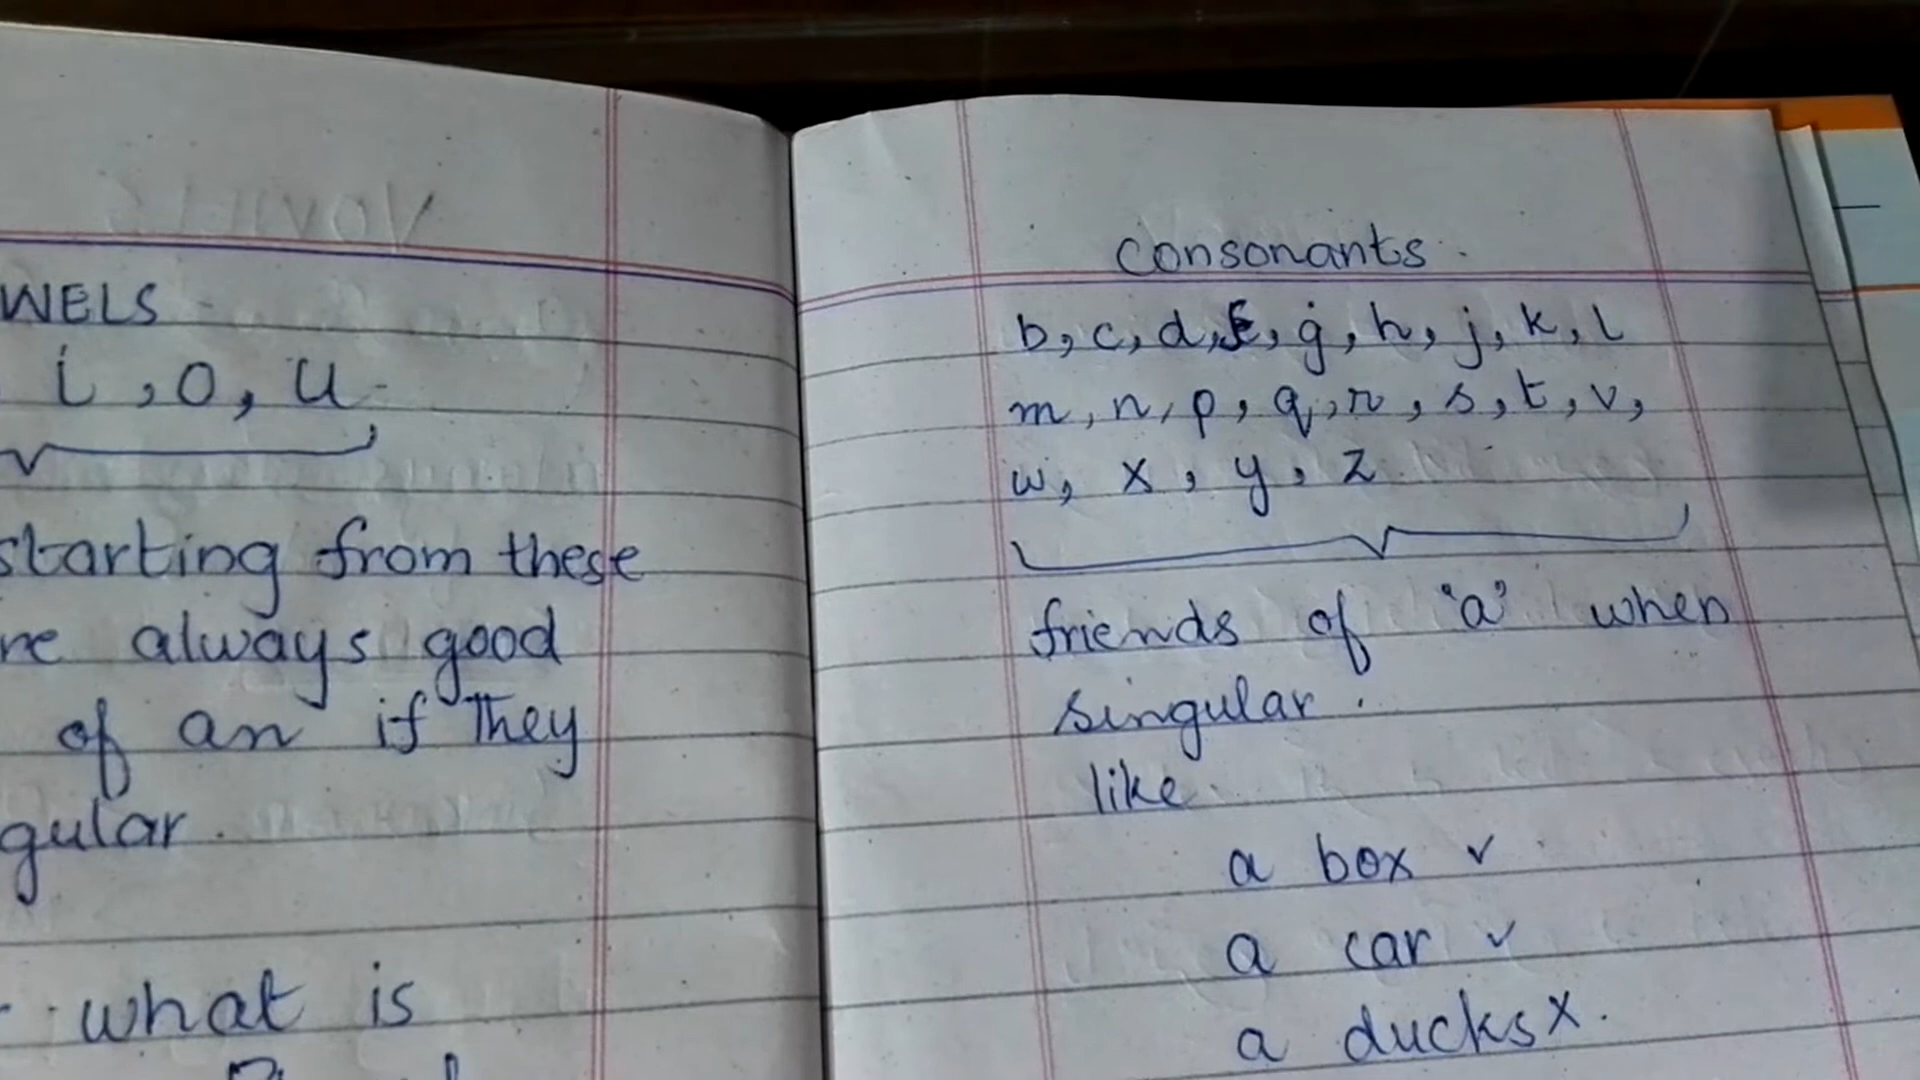 WELS
i, o, u
starting from these
re always good
of an if they
gular.
what is
Consonants.
b, c, d, f, g, h, j, k, l
m, n, p, q, r, s, t, v,
w, x, y, z
friends of 'a' when
singular.
like
a box ✓
a car ✓
a ducks x.